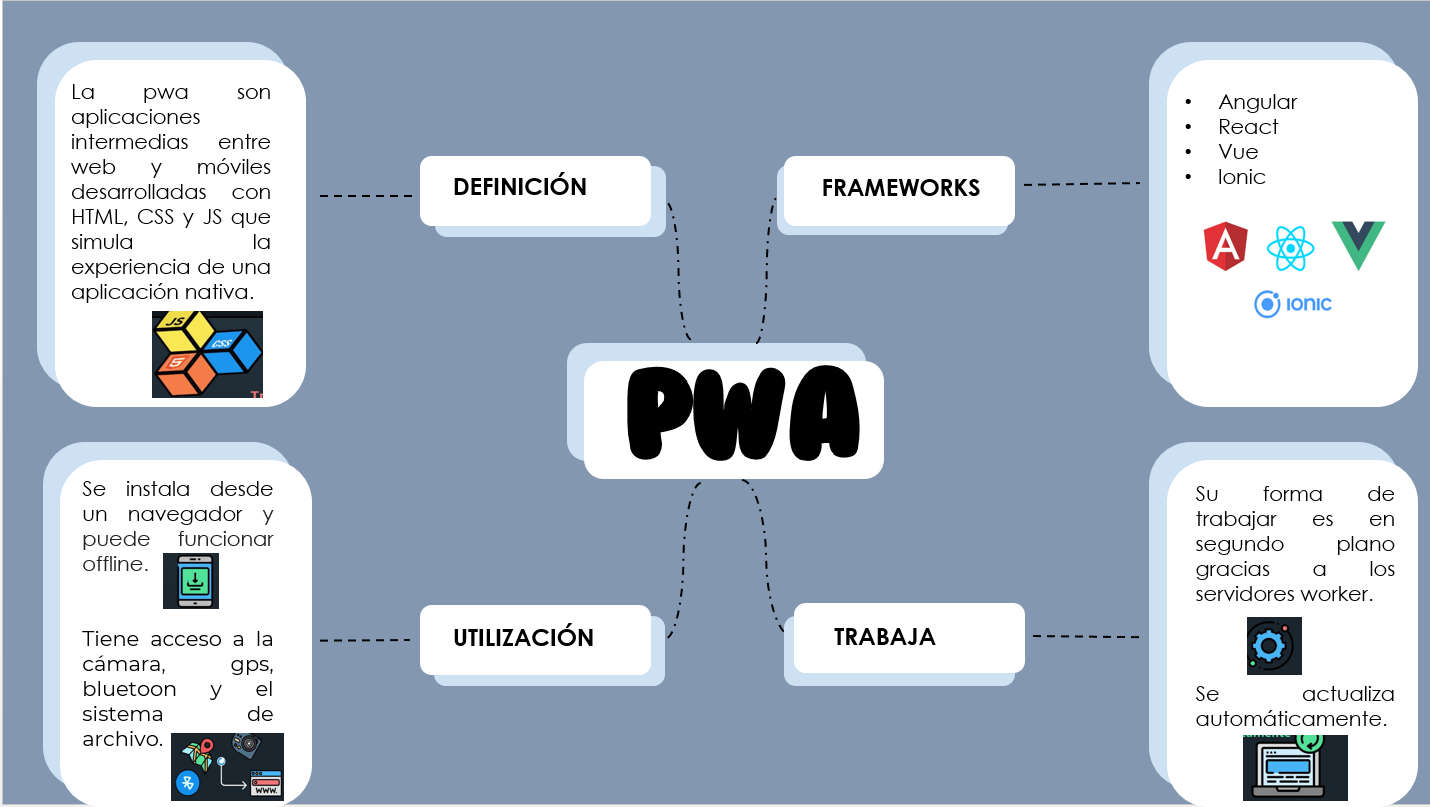 La pwa son
aplicaciones
intermedias entre
web y móviles
desarrolladas con
HTML, CSS y JS que
simula la
experiencia de una
aplicación nativa.
JS
CSS
5
DEFINICIÓN
FRAMEWORKS
• Angular
• React
• Vue
• Ionic
A
IONIC
PWA
Se instala desde
un navegador y
puede funcionar
offline.
Tiene acceso a la
cámara, gps,
bluetoon y el
sistema de
archivo.
WWW.
UTILIZACIÓN
TRABAJA
Su forma de
trabajar es en
segundo plano
gracias a los
servidores worker.
Se actualiza
automáticamente.